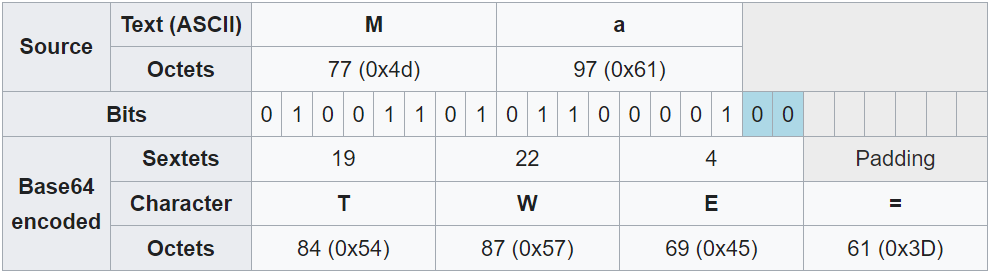 Source Text (ASCII) M a
Octets 77 (0x4d) 97 (0x61)
Bits 0 1 0 0 1 1 0 1 0 1 1 0 0 0 0 1 0 0
Base64 encoded Sextets 19 22 4 Padding
Character T W E =
Octets 84 (0x54) 87 (0x57) 69 (0x45) 61 (0x3D)